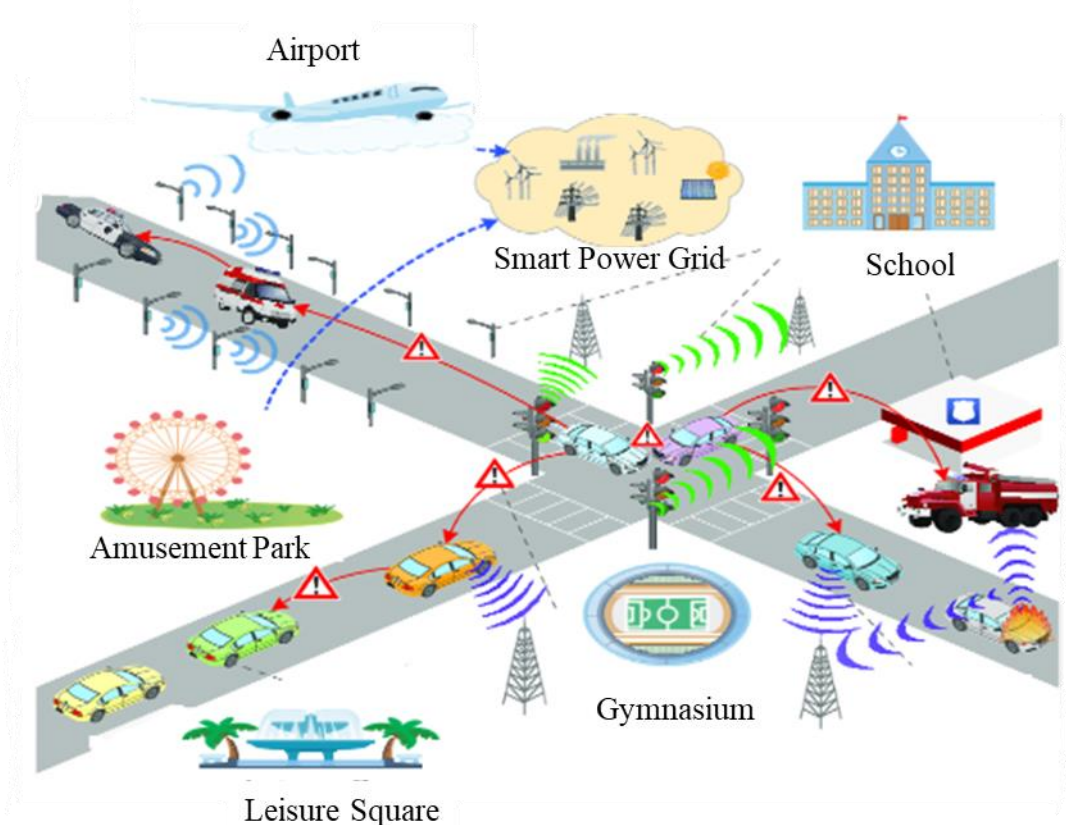 Airport
Smart Power Grid
School
Amusement Park
Gymnasium
Leisure Square